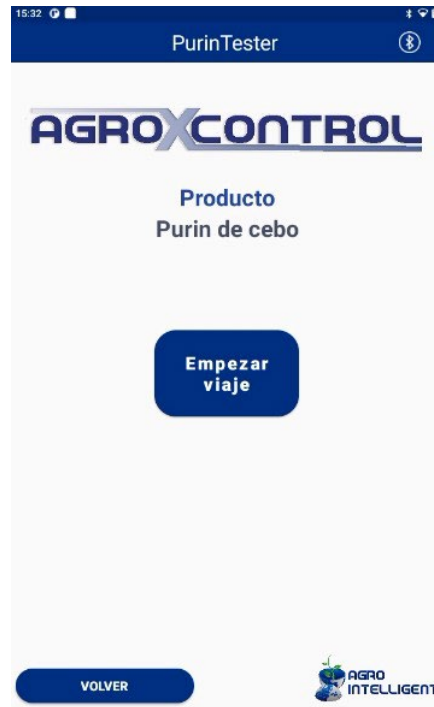 15:32
PurinTester
AGROXCONTROL
Producto
Purin de cebo
Empezar
viaje
VOLVER
AGRO
INTELLIGENT